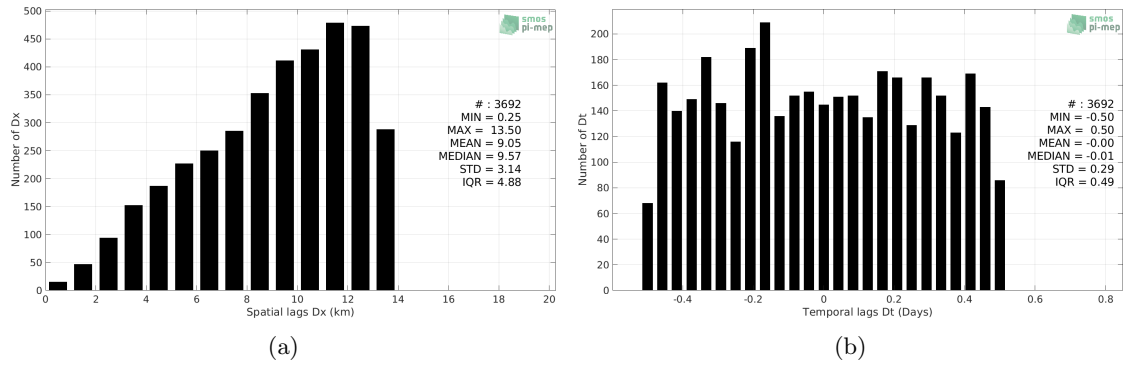 500
450
400
350
300
250
200
150
100
50
0
Number of Dx
smos
pi-mep
# : 3692
MIN = 0.25
MAX = 13.50
MEAN = 9.05
MEDIAN = 9.57
STD = 3.14
IQR = 4.88
0 2 4 6 8 10 12 14 16 18 20
Spatial lags Dx (km)
(a)
200
180
160
140
120
100
80
60
40
20
0
Number of Dt
smos
pi-mep
# : 3692
MIN = -0.50
MAX = 0.50
MEAN = -0.00
MEDIAN = -0.01
STD = 0.29
IQR = 0.49
-0.4 -0.2 0 0.2 0.4 0.6 0.8
Temporal lags Dt (Days)
(b)